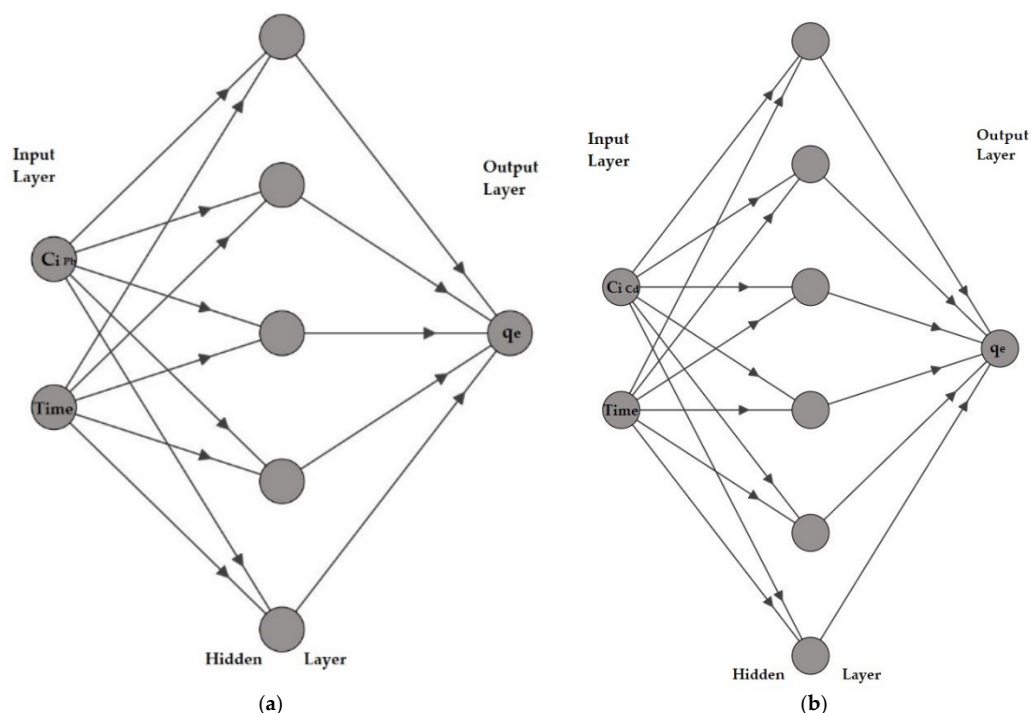 Input
Layer
Output
Layer
Ci Pb
qe
Time
Hidden Layer
(a)
Input
Layer
Output
Layer
Ci Cd
qe
Time
Hidden Layer
(b)